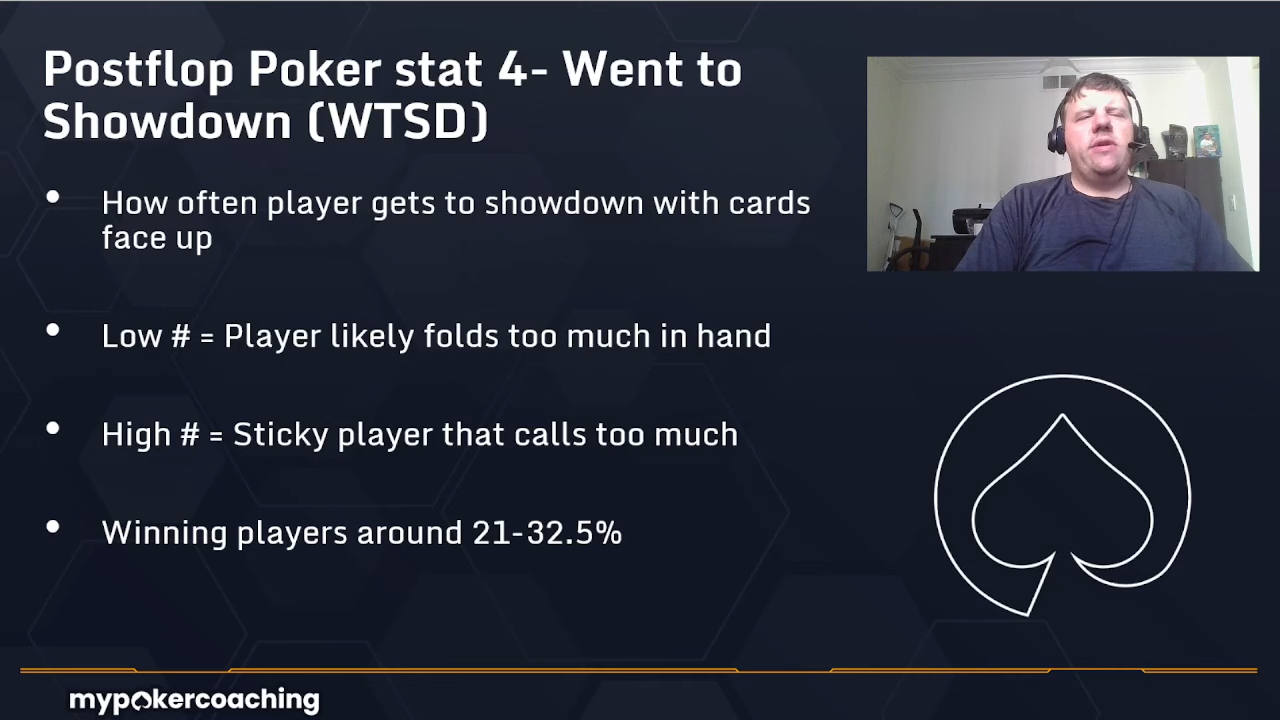 Postflop Poker stat 4- Went to
Showdown (WTSD)
• How often player gets to showdown with cards
face up
• Low # = Player likely folds too much in hand
• High # = Sticky player that calls too much
• Winning players around 21-32.5%
mypokercoaching